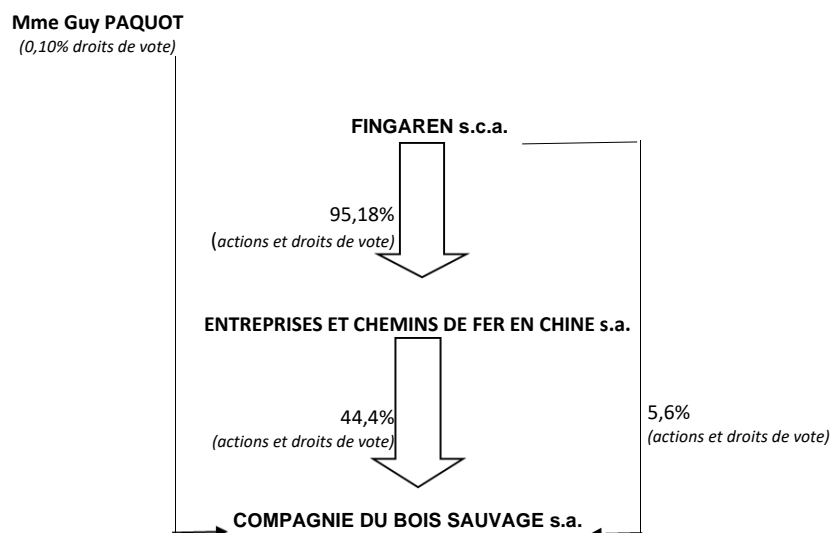 Mme Guy PAQUOT
(0,10% droits de vote)
FINGAREN s.c.a.
95,18%
(actions et droits de vote)
ENTREPRISES ET CHEMINS DE FER EN CHINE s.a.
44,4%
(actions et droits de vote)
5,6%
(actions et droits de vote)
COMPAGNIE DU BOIS SAUVAGE s.a.